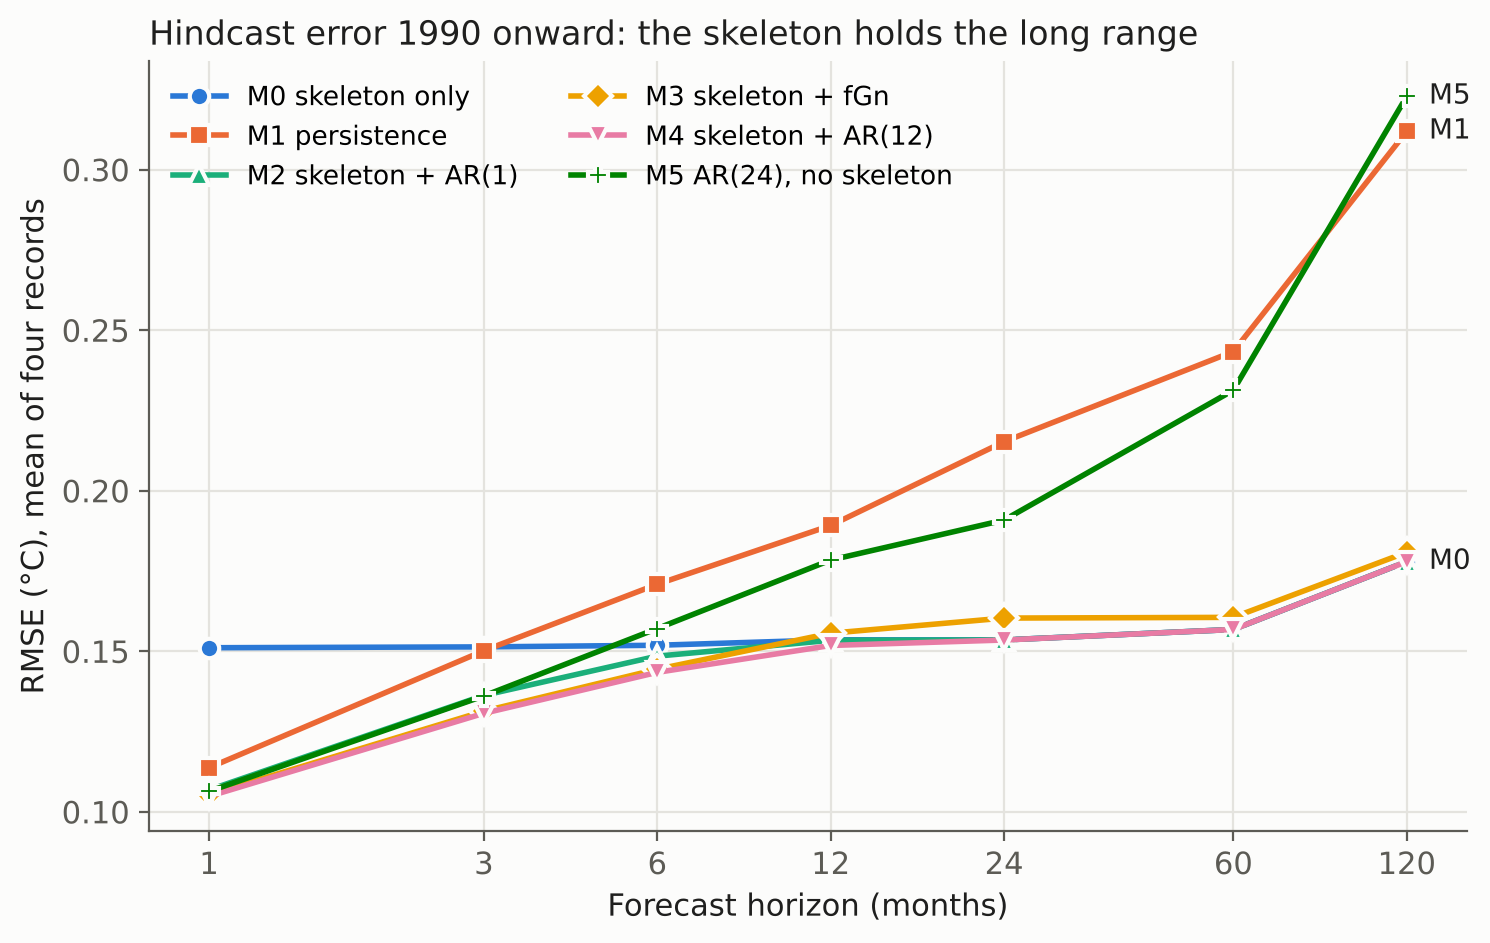 Hindcast error 1990 onward: the skeleton holds the long range
M0 skeleton only
M1 persistence
M2 skeleton + AR(1)
M3 skeleton + fGn
M4 skeleton + AR(12)
M5 AR(24), no skeleton
M5
M1
M0
RMSE (°C), mean of four records
0.30
0.25
0.20
0.15
0.10
1 3 6 12 24 60 120
Forecast horizon (months)